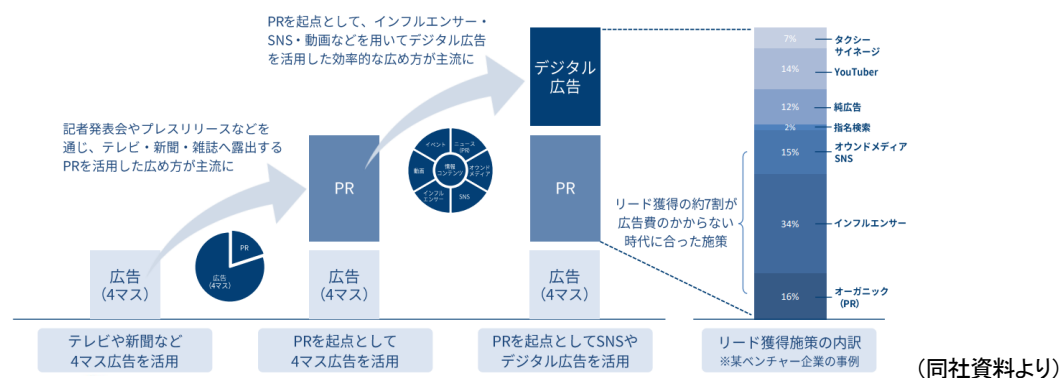 PRを起点として、インフルエンサー・
SNS・動画などを用いてデジタル広告
を活用した効率的な広め方が主流に
記者発表会やプレスリリースなどを
通じ、テレビ・新聞・雑誌へ露出する
PRを活用した広め方が主流に
広告
（4マス）
PR
広告
（4マス）
PR
広告
（4マス）
イベント
ニュース
(PR)
オウンド
メディア
SNS
インフル
エンサー
動画
情報
コンテンツ
デジタル
広告
PR
広告
（4マス）
リード獲得の約7割が
広告費のかからない
時代に合った施策
7%
タクシー
サイネージ
14%
YouTuber
12%
純広告
2%
指名検索
15%
オウンドメディア
SNS
34%
インフルエンサー
16%
オーガニック
（PR）
テレビや新聞など
4マス広告を活用
PRを起点として
4マス広告を活用
PRを起点としてSNSや
デジタル広告を活用
リード獲得施策の内訳
※某ベンチャー企業の事例
（同社資料より）